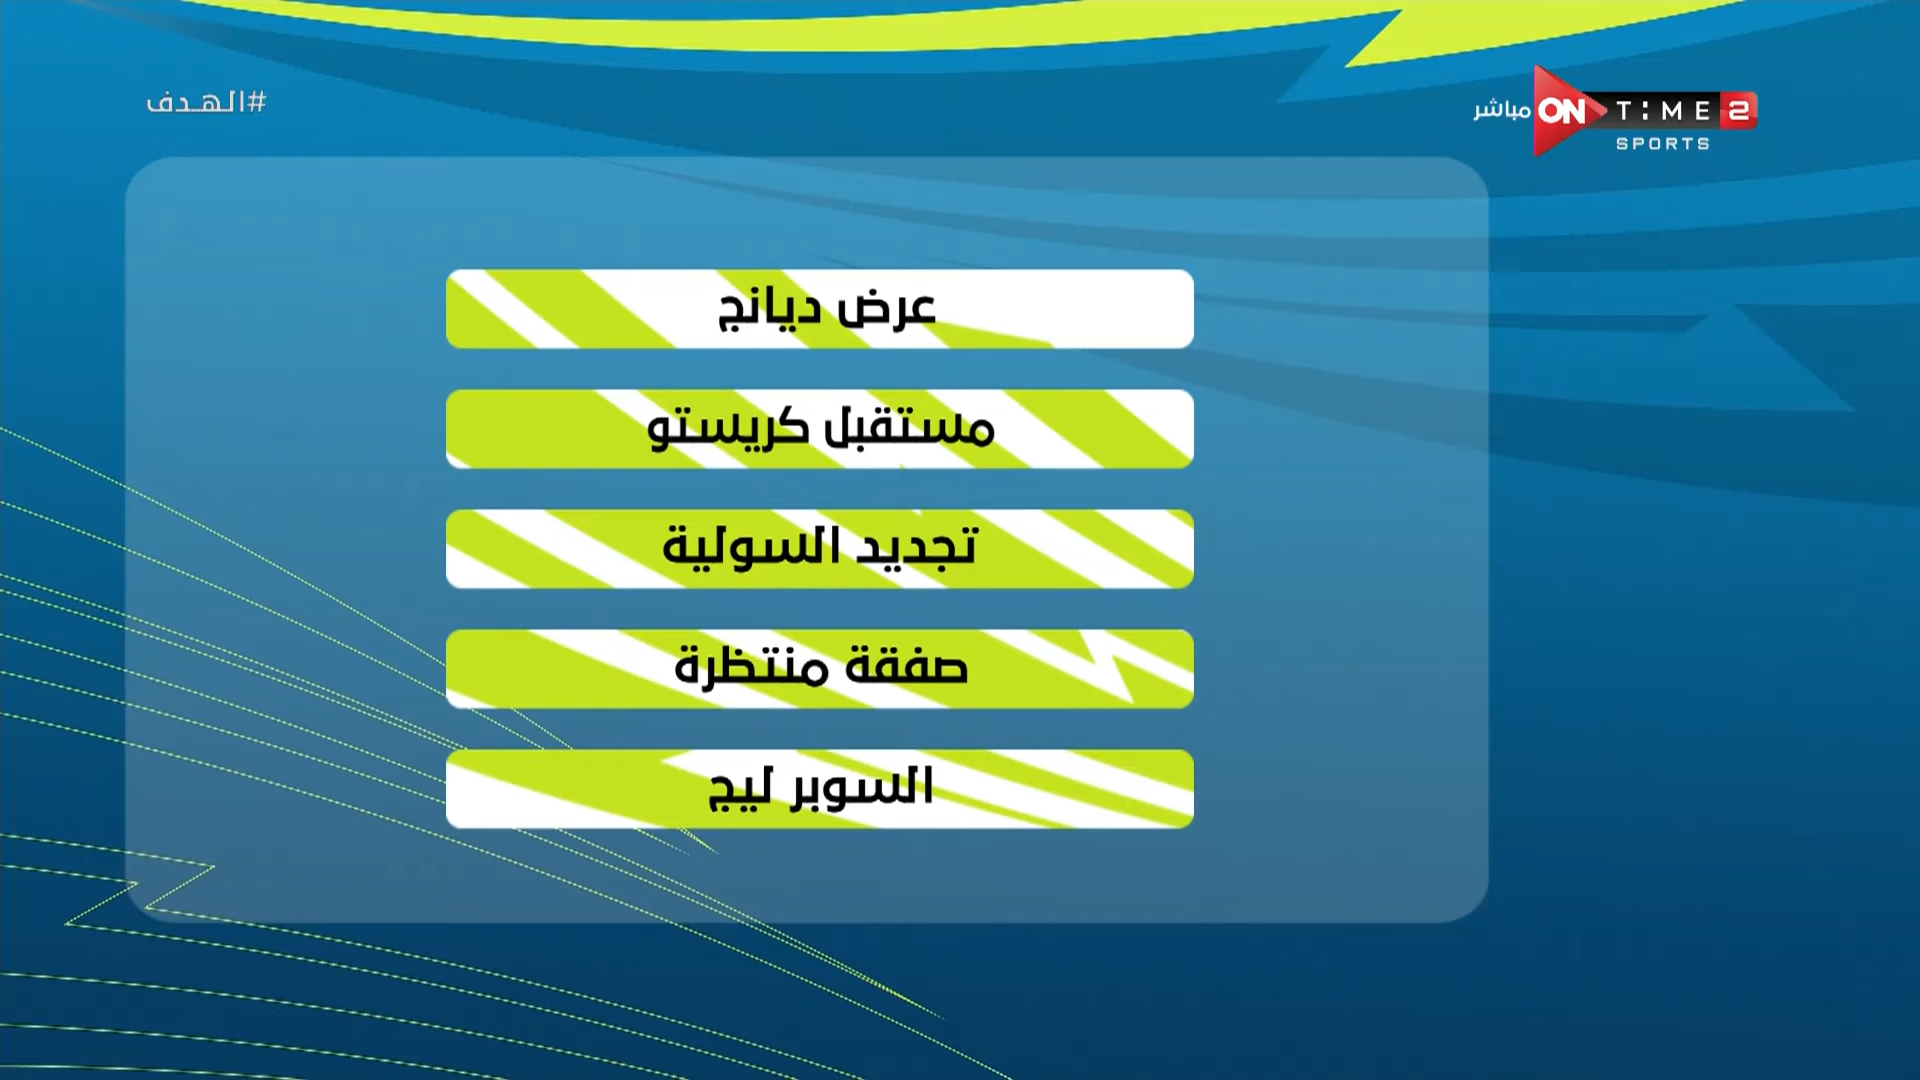 #الهدف
مباشر ON TIME 2
SPORTS
عرض ديانج
مستقبل كريستو
تجديد السولية
صفقة منتظرة
السوبر ليج